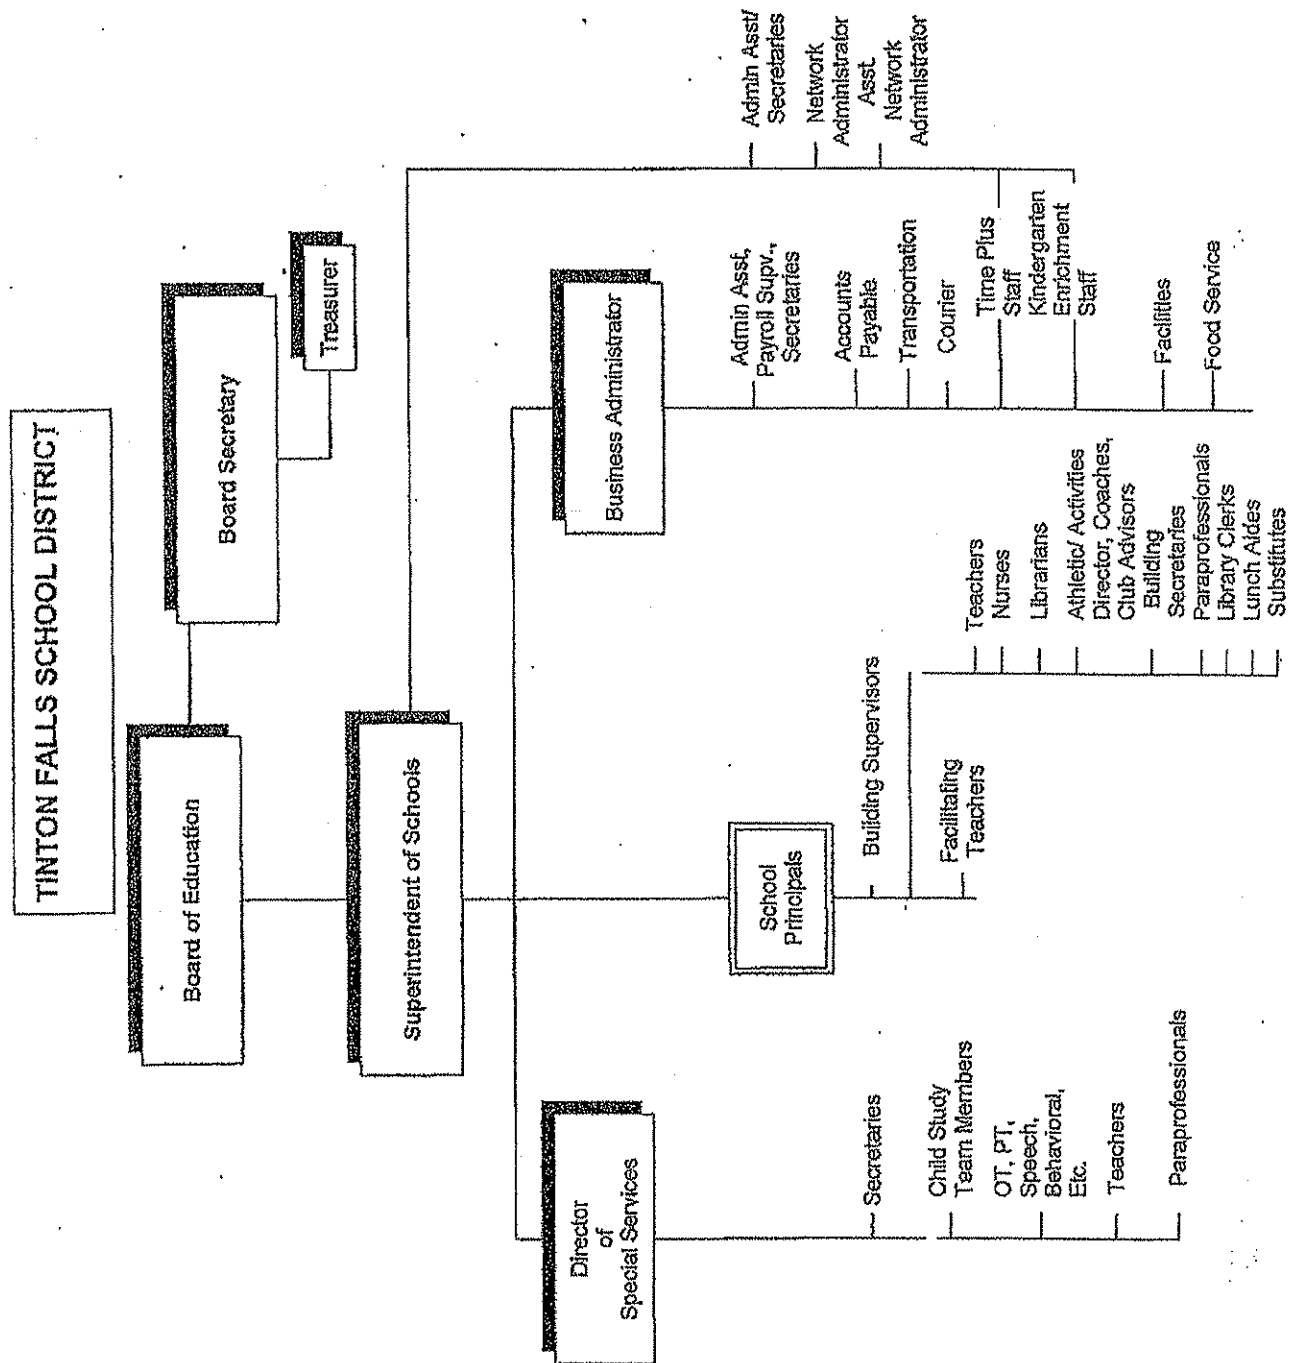 TINTON FALLS SCHOOL DISTRICT
Board of Education
Board Secretary
Treasurer
Superintendent of Schools
Director
of
Special Services
School
Principals
Business Administrator
Secretaries
Child Study
Team Members
OT, PT,
Speech,
Behavioral,
Etc.
Teachers
Paraprofessionals
Building Supervisors
Facilitating
Teachers
Teachers
Nurses
Librarians
Athletic/ Activities
Director, Coaches,
Club Advisors
Building
Secretaries
Paraprofessionals
Library Clerks
Lunch Aides
Substitutes
Admin Asst,
Payroll Supv.,
Secretaries
Accounts
Payable
Transportation
Courier
Time Plus
Staff
Kindergarten
Enrichment
Staff
Facilities
Food Service
Admin Asst/
Secretaries
Network
Administrator
Asst.
Network
Administrator